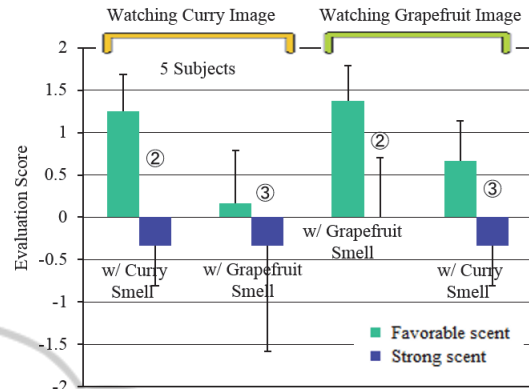 Watching Curry Image
Watching Grapefruit Image
5 Subjects
Evaluation Score
2
1.5
1
0.5
0
-0.5
-1
-1.5
-2
②
③
②
③
w/ Curry
Smell
w/ Grapefruit
Smell
w/ Grapefruit
Smell
w/ Curry
Smell
Favorable scent
Strong scent